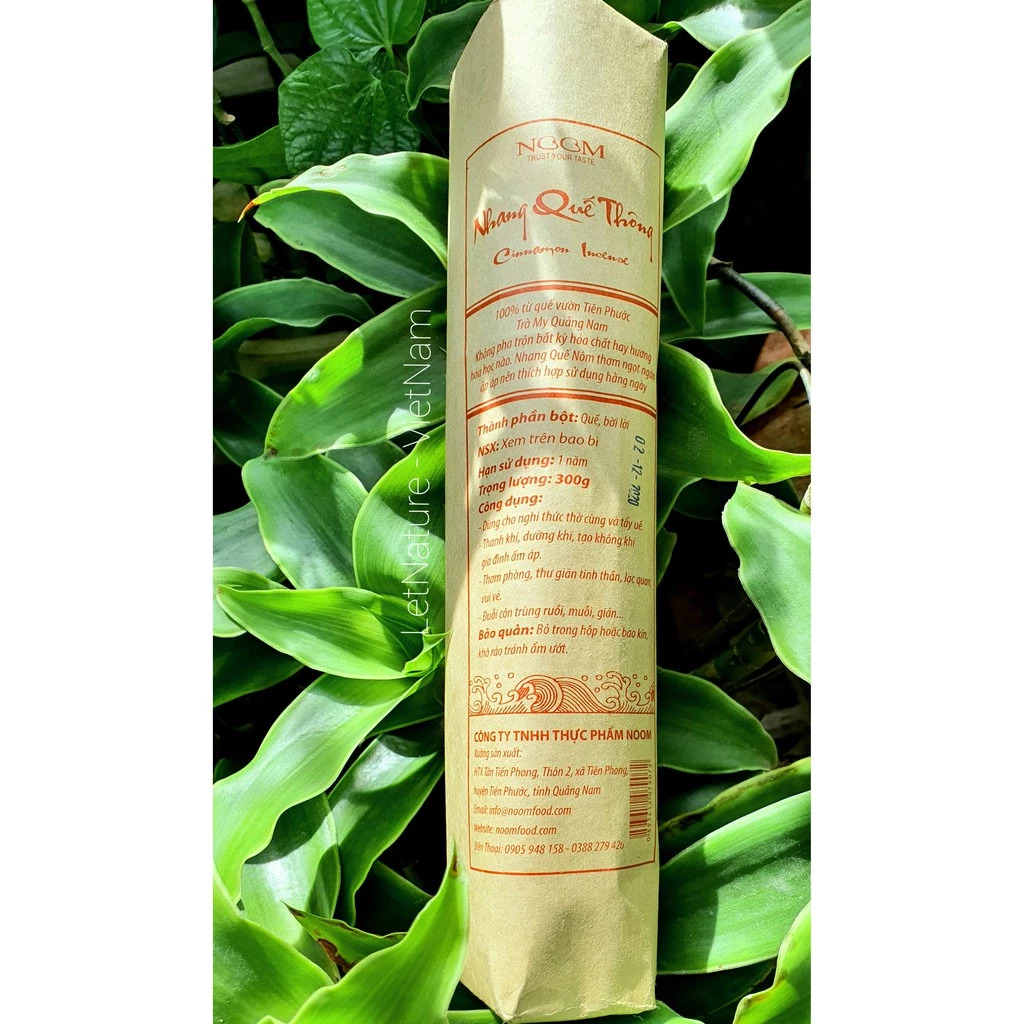 NOOM
TRUST YOUR TASTE
Nhang Quế Thông
Cinnamon Incense
100% từ quế vườn Tiên Phước
Trà My Quảng Nam
Không pha trộn bất kỳ hóa chất hay hương
hóa học nào. Nhang Quế Nôm thơm ngọt ngào
ấp áp nên thích hợp sử dụng hằng ngày
Thành phần bột: Quế, bời lời
NSX: Xem trên bao bì
Hạn sử dụng: 1 năm
Trọng lượng: 300g
Công dụng:
- Dùng cho nghi thức thờ cúng và tẩy uế.
- Thanh khí, dưỡng khí, tạo không khí
gia đình ấm áp.
- Thơm phòng, thư giãn tinh thần, lạc quan,
vui vẻ.
- Đuổi côn trùng ruồi, muỗi, gián...
Bảo quản: Bỏ trong hộp hoặc bao kín,
khô ráo tránh ẩm ướt.
02-12-2020
CÔNG TY TNHH THỰC PHẨM NOOM
Xưởng sản xuất:
HTX Tân Tiến Phong, Thôn 2, xã Tiên Phong,
huyện Tiên Phước, tỉnh Quảng Nam
Email: info@noomfood.com
Website: noomfood.com
Điện Thoại: 0905 948 158 - 0388 279 426
LetNature - VietNam